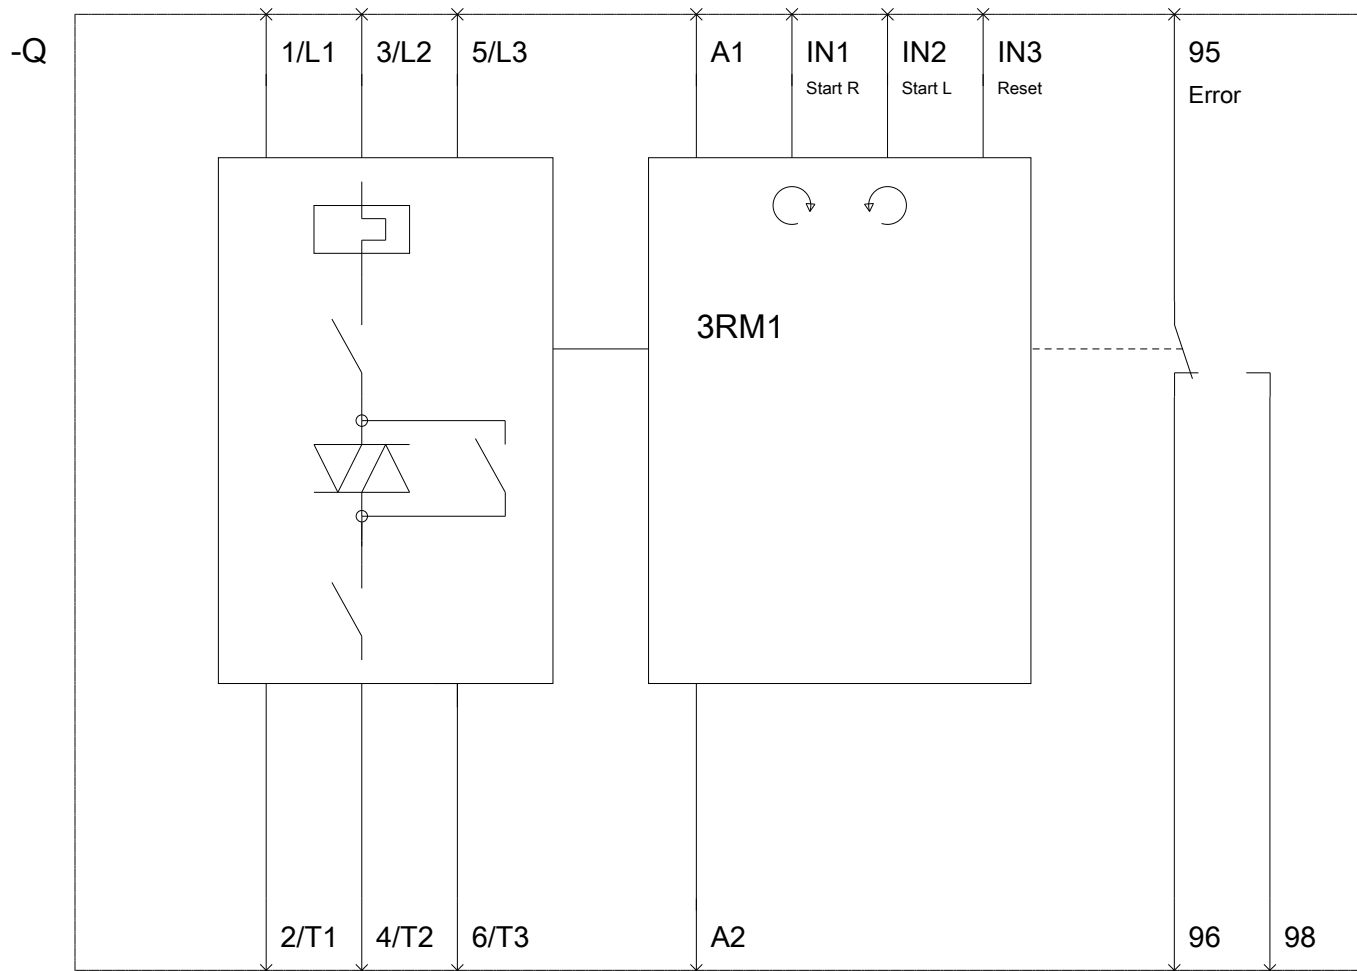 -Q
1/L1 3/L2 5/L3 A1 IN1 IN2 IN3 95
Start R Start L Reset Error
3RM1
2/T1 4/T2 6/T3 A2 96 98